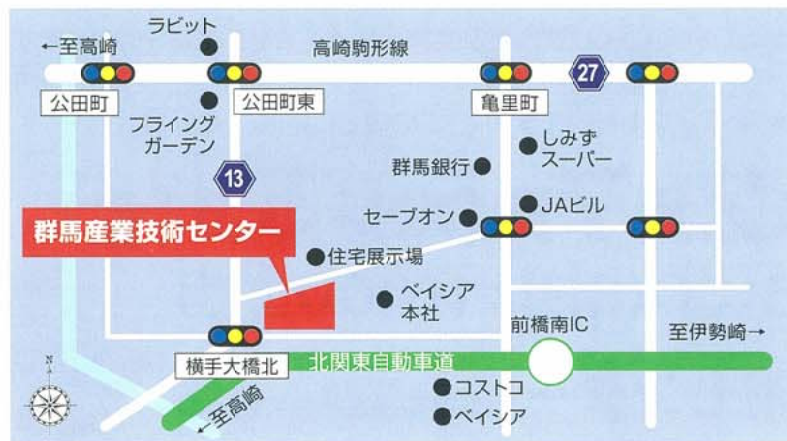 ラビット
←至高崎
高崎駒形線
27
公田町
公田町東
亀里町
フライング
ガーデン
しみず
スーパー
群馬銀行
13
JAビル
セーブオン
群馬産業技術センター
住宅展示場
ベイシア
本社
前橋南IC
至伊勢崎→
横手大橋北
北関東自動車道
N
←至高崎
コストコ
ベイシア